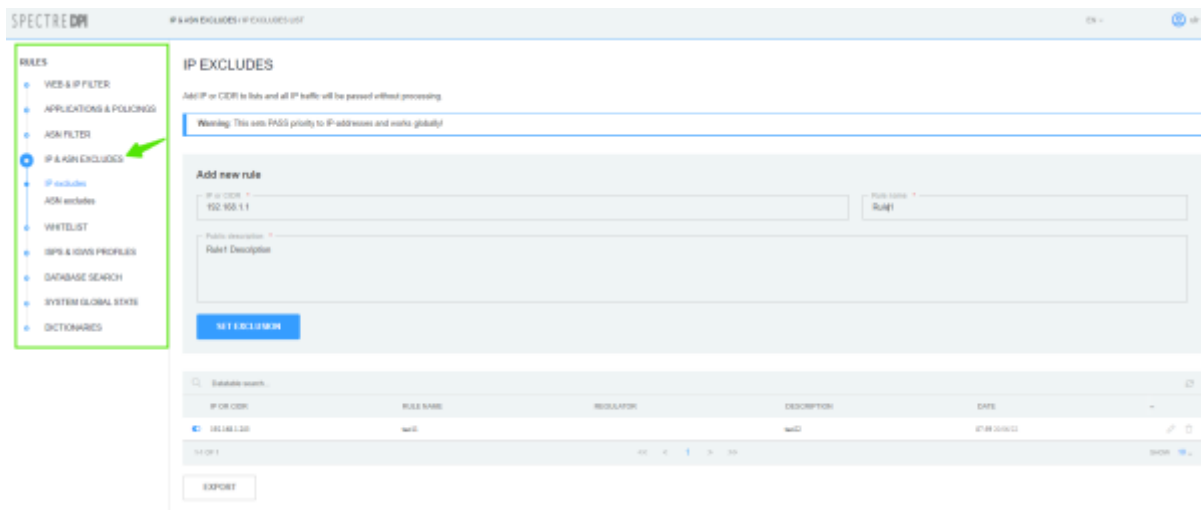 SPECTRE DPI
IP & ASN EXCLUDES / IP EXCLUDES LIST
EN
RULES
WEB & IP FILTER
APPLICATIONS & POLICINGS
ASN FILTER
IP & ASN EXCLUDES
IP excludes
ASN excludes
WHITELIST
ISPS & IGWS PROFILES
DATABASE SEARCH
SYSTEM GLOBAL STATE
DICTIONARIES
IP EXCLUDES
Add IP or CIDR to lists and all IP traffic will be passed without processing
Warning: This sets PASS priority to IP-addresses and works globally!
Add new rule
IP or CIDR *
192.168.1.1
Rule name *
Rule1
Public description *
Rule1 Description
SET EXCLUSION
Datatable search...
IP OR CIDR RULE NAME REGULATOR DESCRIPTION DATE
1-1 OF 1 << < 1 > >> SHOW 10
EXPORT